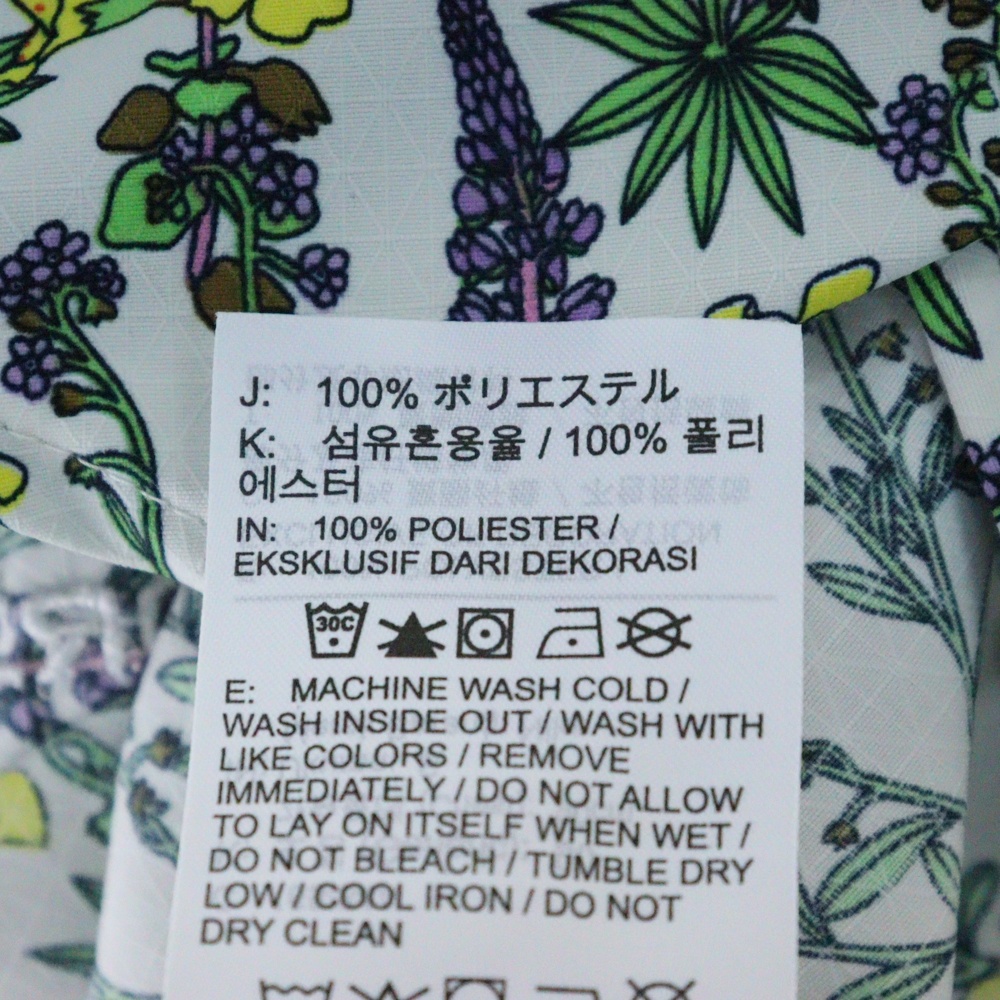 J: 100% ポリエステル
K: 섬유혼용율 / 100% 폴리
에스터
IN: 100% POLIESTER /
EKSKLUSIF DARI DEKORASI
30C
E: MACHINE WASH COLD /
WASH INSIDE OUT / WASH WITH
LIKE COLORS / REMOVE
IMMEDIATELY / DO NOT ALLOW
TO LAY ON ITSELF WHEN WET /
DO NOT BLEACH / TUMBLE DRY
LOW / COOL IRON / DO NOT
DRY CLEAN